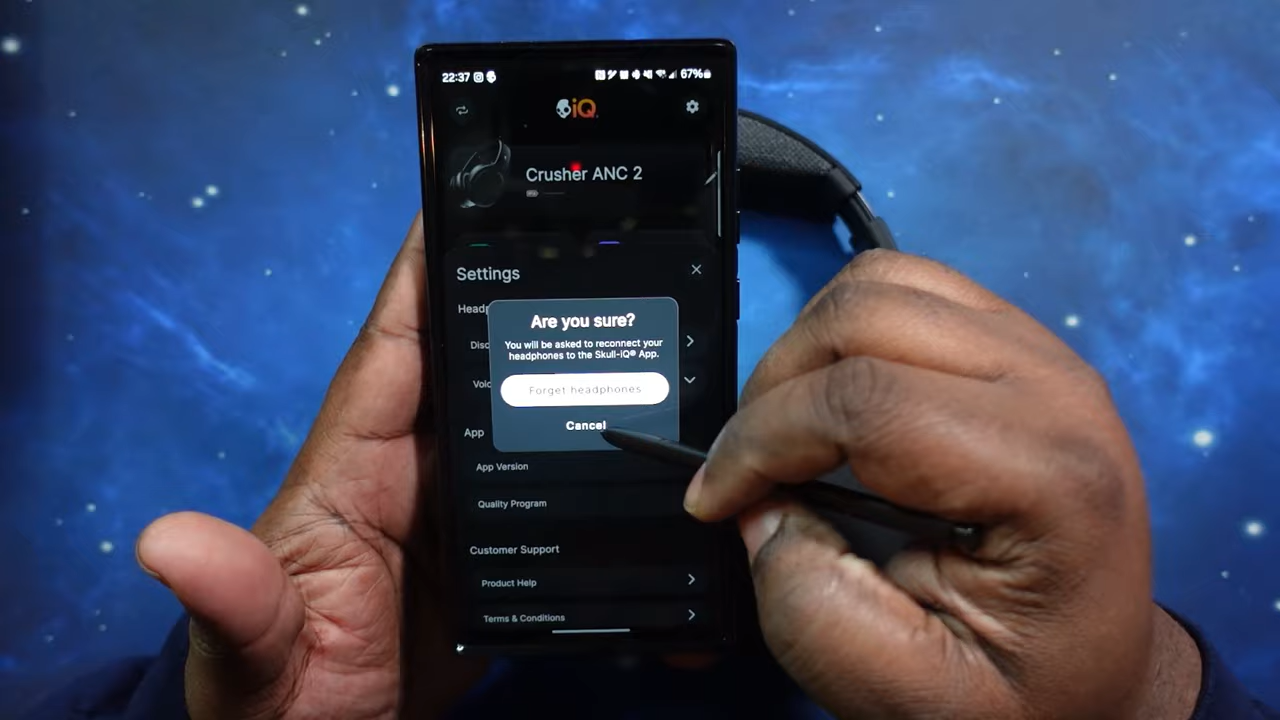 22:37
67%
iQ
Crusher ANC 2
Settings
Are you sure?
You will be asked to reconnect your
headphones to the Skull-iQ® App.
Forget headphones
Cancel
App
App Version
Quality Program
Customer Support
Product Help
Terms & Conditions